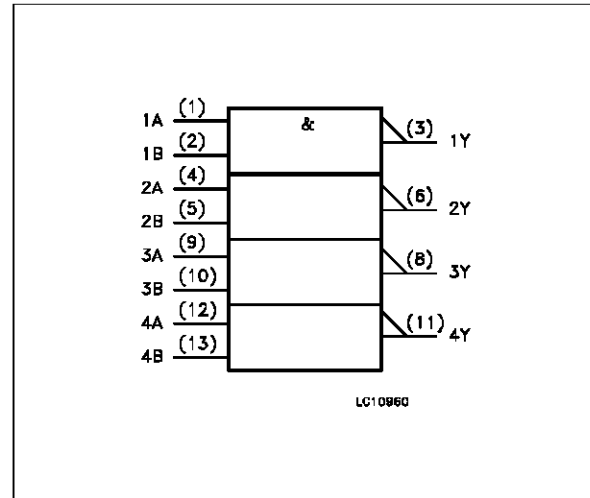 1A (1) & (3) 1Y
1B (2)
2A (4) (6) 2Y
2B (5)
3A (9) (8) 3Y
3B (10)
4A (12) (11) 4Y
4B (13)
LC10960